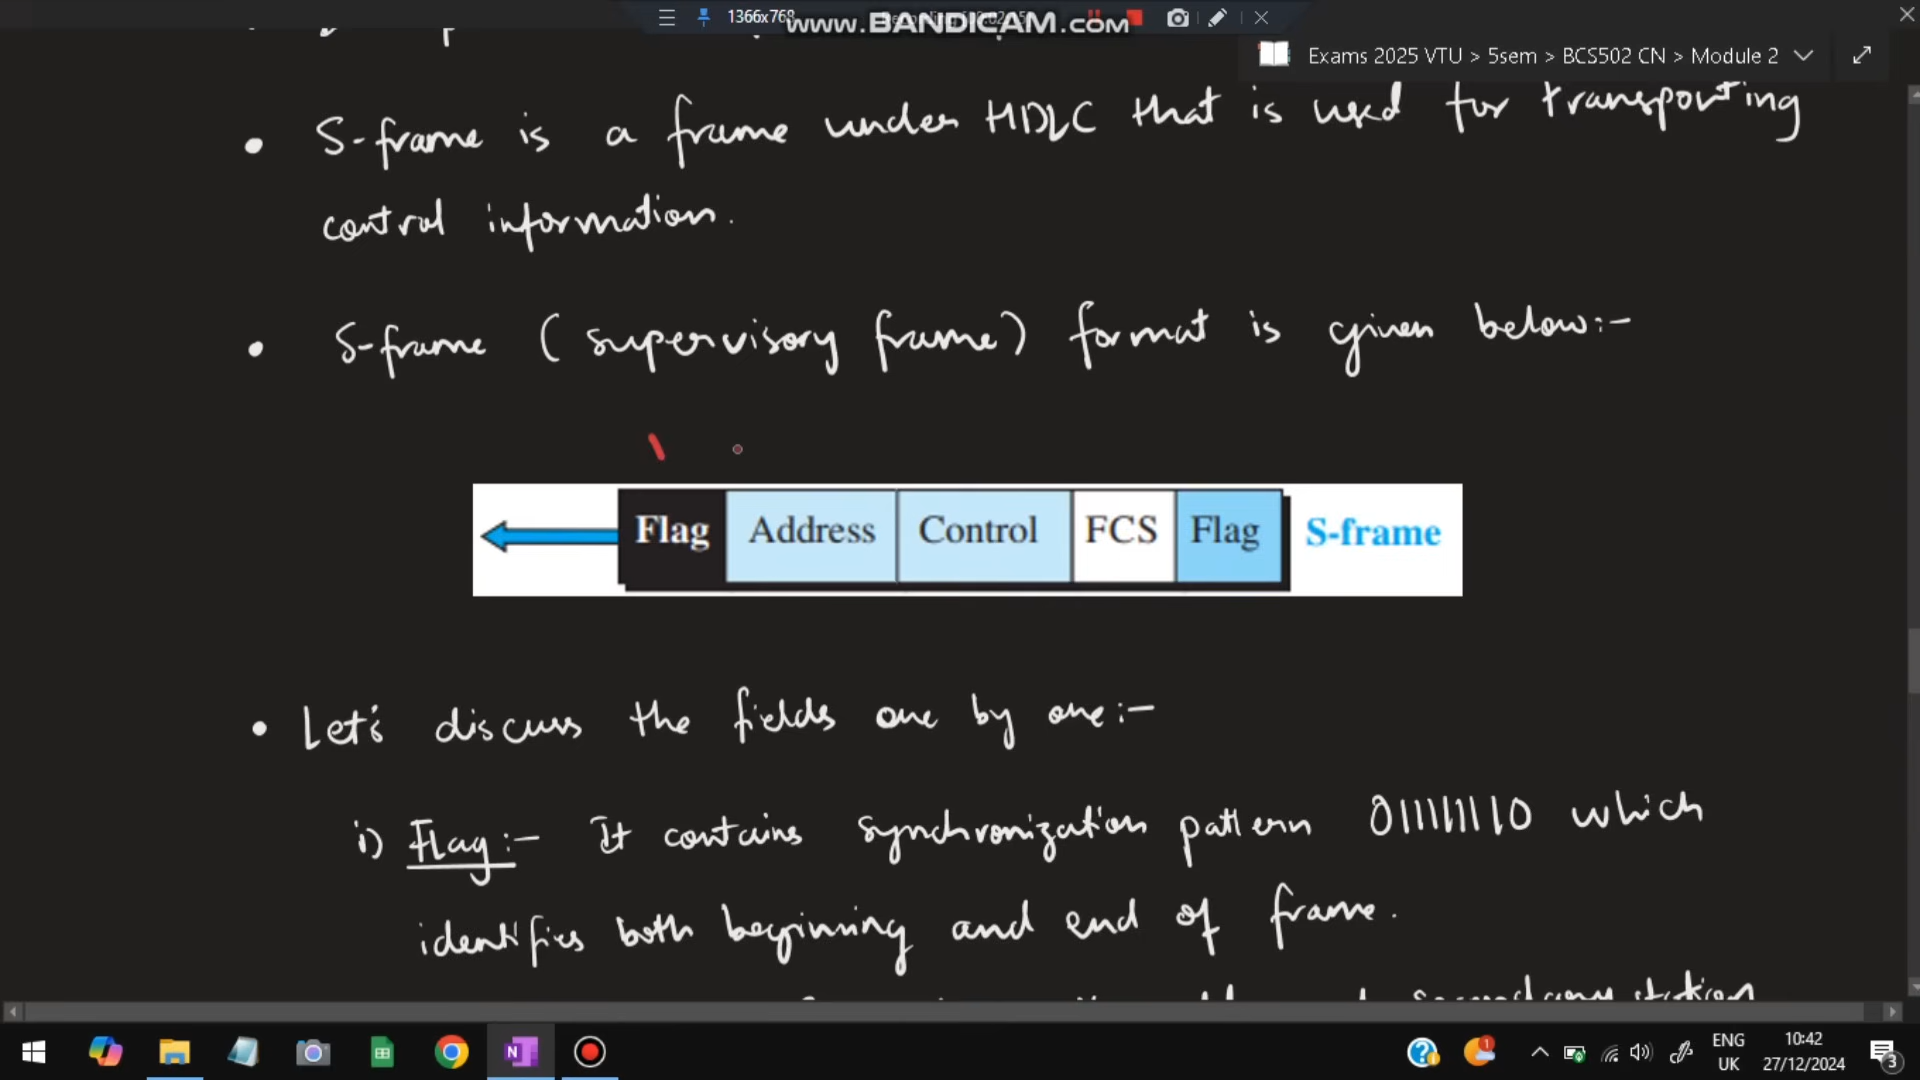 1366x768
www.BANDICAM.com
Exams 2025 VTU > 5sem > BCS502 CN > Module 2
• S-frame is a frame under HDLC that is used for transporting
control information.
• S-frame (supervisory frame) format is given below:-
Flag Address Control FCS Flag S-frame
• Let's discuss the fields one by one:-
i) Flag:- It contains synchronization pattern 01111110 which
identifies both beginning and end of frame.
secondary station
ENG 10:42
UK 27/12/2024 3